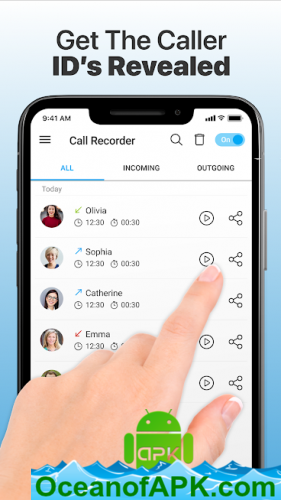 Get The Caller
ID's Revealed
9:41 AM
Call Recorder
On
ALL INCOMING OUTGOING
Today
Olivia
12:30 00:30
Sophia
12:30 00:30
Catherine
12:30 00:30
Emma
12:30 00:30
apk
OceanofAPK.com